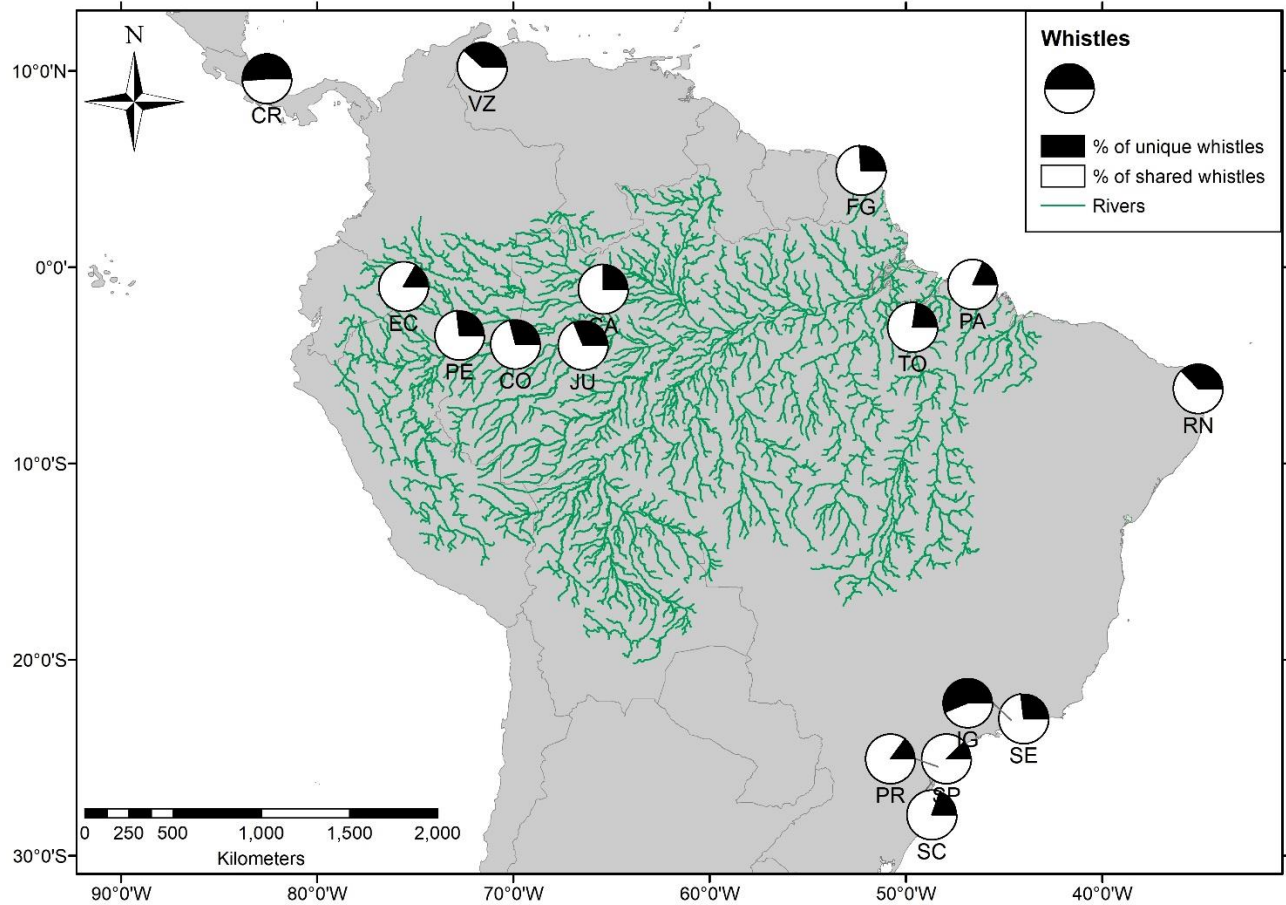 N
Whistles
% of unique whistles
% of shared whistles
Rivers
10°0'N
0°0'
10°0'S
20°0'S
30°0'S
CR
VZ
FG
EC
CA
PA
PE
CO
JU
TO
RN
IG
SE
PR
SP
SC
0 250 500 1,000 1,500 2,000
Kilometers
90°0'W 80°0'W 70°0'W 60°0'W 50°0'W 40°0'W